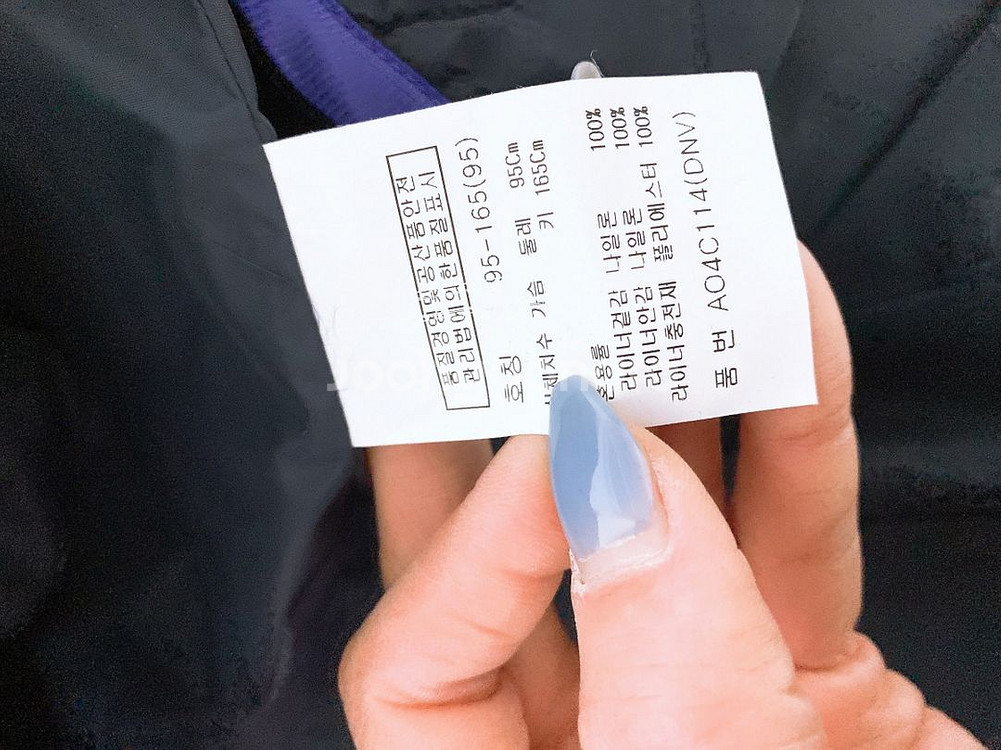 품질경영및공산품안전
관리법에의한품질표시
호칭 95-165(95)
체치수 가슴 둘레 95Cm
키 165Cm
혼용률
라이너겉감 나일론 100%
라이너안감 나일론 100%
라이너충전재 폴리에스터 100%
품 번 A04C114(DNV)